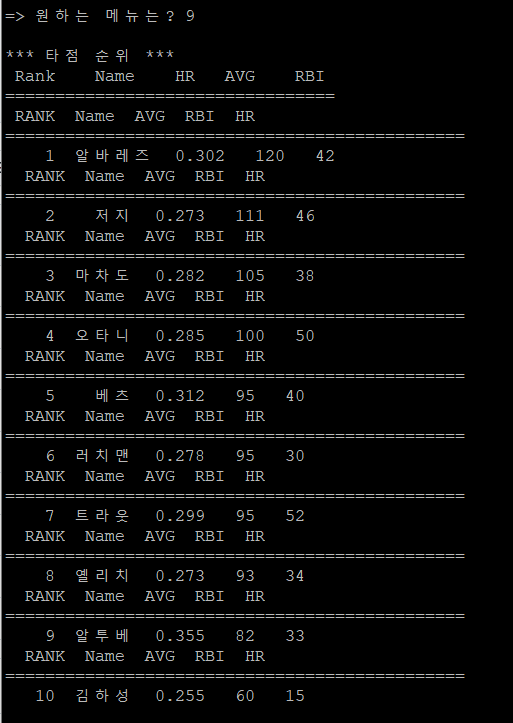 => 원하는 메뉴는? 9
*** 타점 순위 ***
Rank Name HR AVG RBI
=================================
RANK Name AVG RBI HR
==============================================
1 알바레즈 0.302 120 42
RANK Name AVG RBI HR
==============================================
2 저지 0.273 111 46
RANK Name AVG RBI HR
==============================================
3 마차도 0.282 105 38
RANK Name AVG RBI HR
==============================================
4 오타니 0.285 100 50
RANK Name AVG RBI HR
==============================================
5 베츠 0.312 95 40
RANK Name AVG RBI HR
==============================================
6 러치맨 0.278 95 30
RANK Name AVG RBI HR
==============================================
7 트라웃 0.299 95 52
RANK Name AVG RBI HR
==============================================
8 옐리치 0.273 93 34
RANK Name AVG RBI HR
==============================================
9 알투베 0.355 82 33
RANK Name AVG RBI HR
==============================================
10 김하성 0.255 60 15